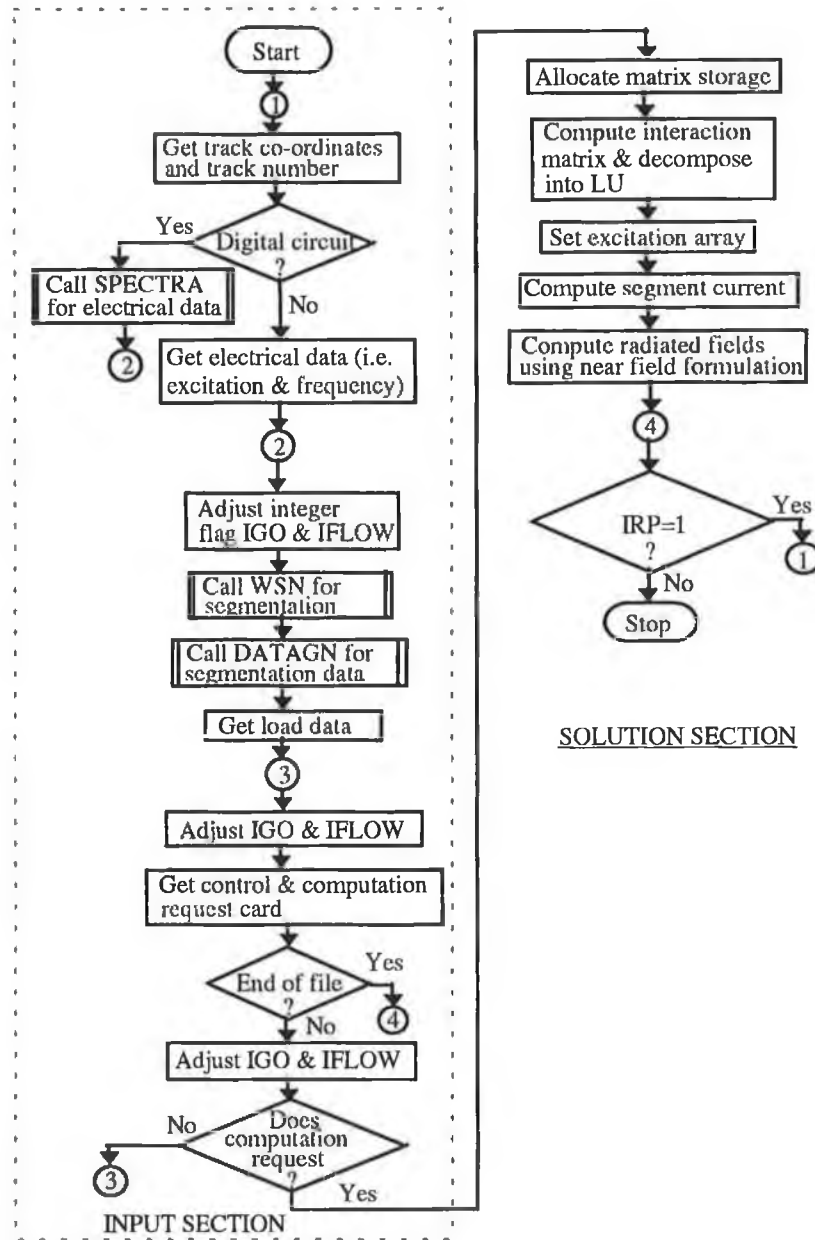 Start
1
Get track co-ordinates
and track number
Digital circuit
?
Yes
No
Call SPECTRA
for electrical data
2
Get electrical data (i.e.
excitation & frequency)
2
Adjust integer
flag IGO & IFLOW
Call WSN for
segmentation
Call DATAGN for
segmentation data
Get load data
3
Adjust IGO & IFLOW
Get control & computation
request card
End of file
?
Yes
4
No
Adjust IGO & IFLOW
Does
computation
request
?
No
3
Yes
INPUT SECTION
Allocate matrix storage
Compute interaction
matrix & decompose
into LU
Set excitation array
Compute segment current
Compute radiated fields
using near field formulation
4
IRP=1
?
Yes
1
No
Stop
SOLUTION SECTION